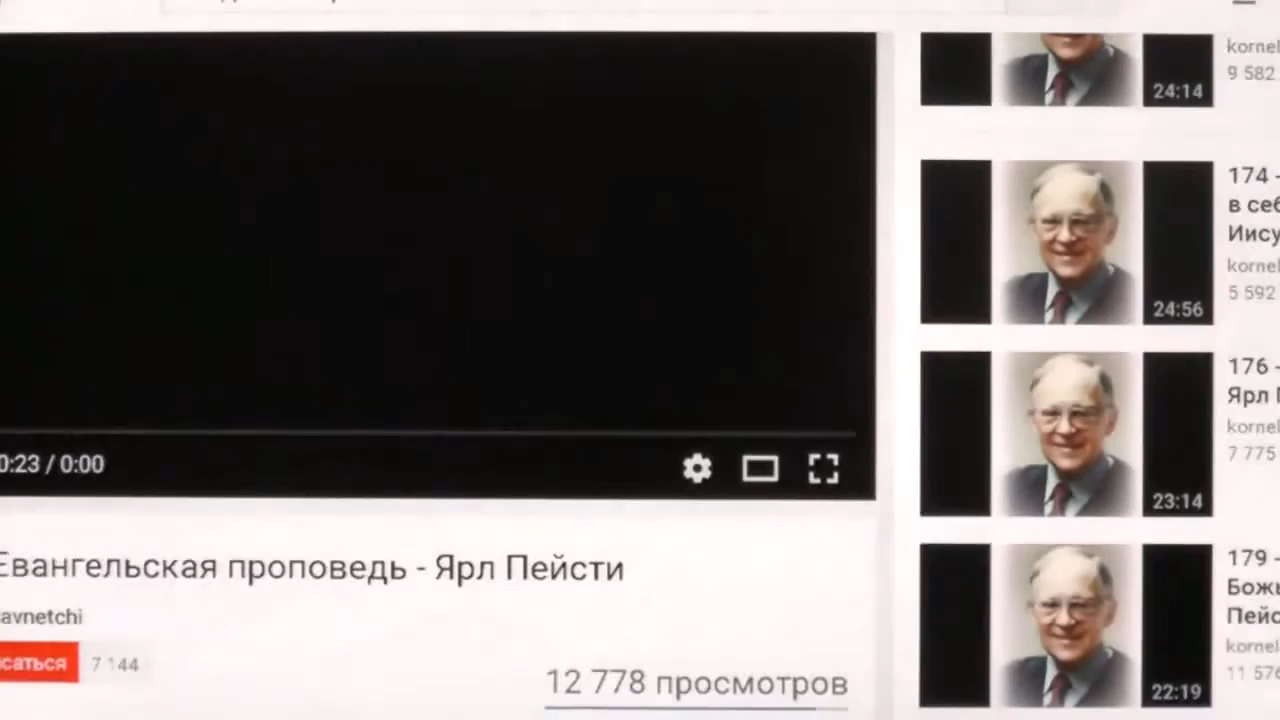 0:23 / 0:00
Евангельская проповедь - Ярл Пейсти
avnetchi
саться
7 144
12 778 просмотров
kornel
9 582
24:14
174 -
в себ
Иису
kornel
5 592
24:56
176 -
Ярл П
kornel
7 775
23:14
179 -
Божь
Пейс
kornel
11 576
22:19